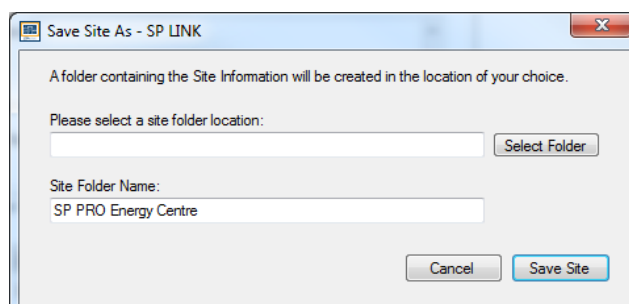 Save Site As - SP LINK
A folder containing the Site Information will be created in the location of your choice.
Please select a site folder location:
Select Folder
Site Folder Name:
SP PRO Energy Centre
Cancel
Save Site